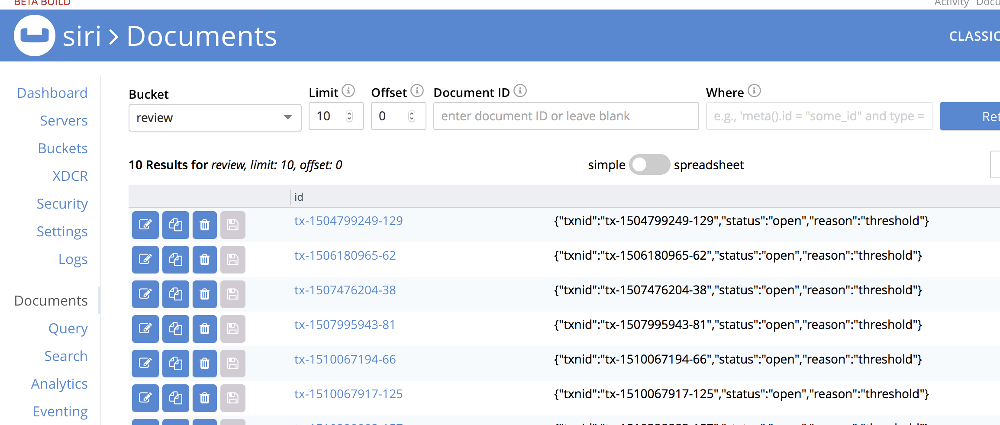 BETA BUILD
Activity
siri > Documents
CLASSIC
Dashboard
Servers
Buckets
XDCR
Security
Settings
Logs
Documents
Query
Search
Analytics
Eventing
Bucket
review
Limit
10
Offset
0
Document ID
enter document ID or leave blank
Where
e.g., 'meta().id = "some_id" and type =
10 Results for review, limit: 10, offset: 0
simple
spreadsheet
id
tx-1504799249-129 {"txnid":"tx-1504799249-129","status":"open","reason":"threshold"}
tx-1506180965-62 {"txnid":"tx-1506180965-62","status":"open","reason":"threshold"}
tx-1507476204-38 {"txnid":"tx-1507476204-38","status":"open","reason":"threshold"}
tx-1507995943-81 {"txnid":"tx-1507995943-81","status":"open","reason":"threshold"}
tx-1510067194-66 {"txnid":"tx-1510067194-66","status":"open","reason":"threshold"}
tx-1510067917-125 {"txnid":"tx-1510067917-125","status":"open","reason":"threshold"}